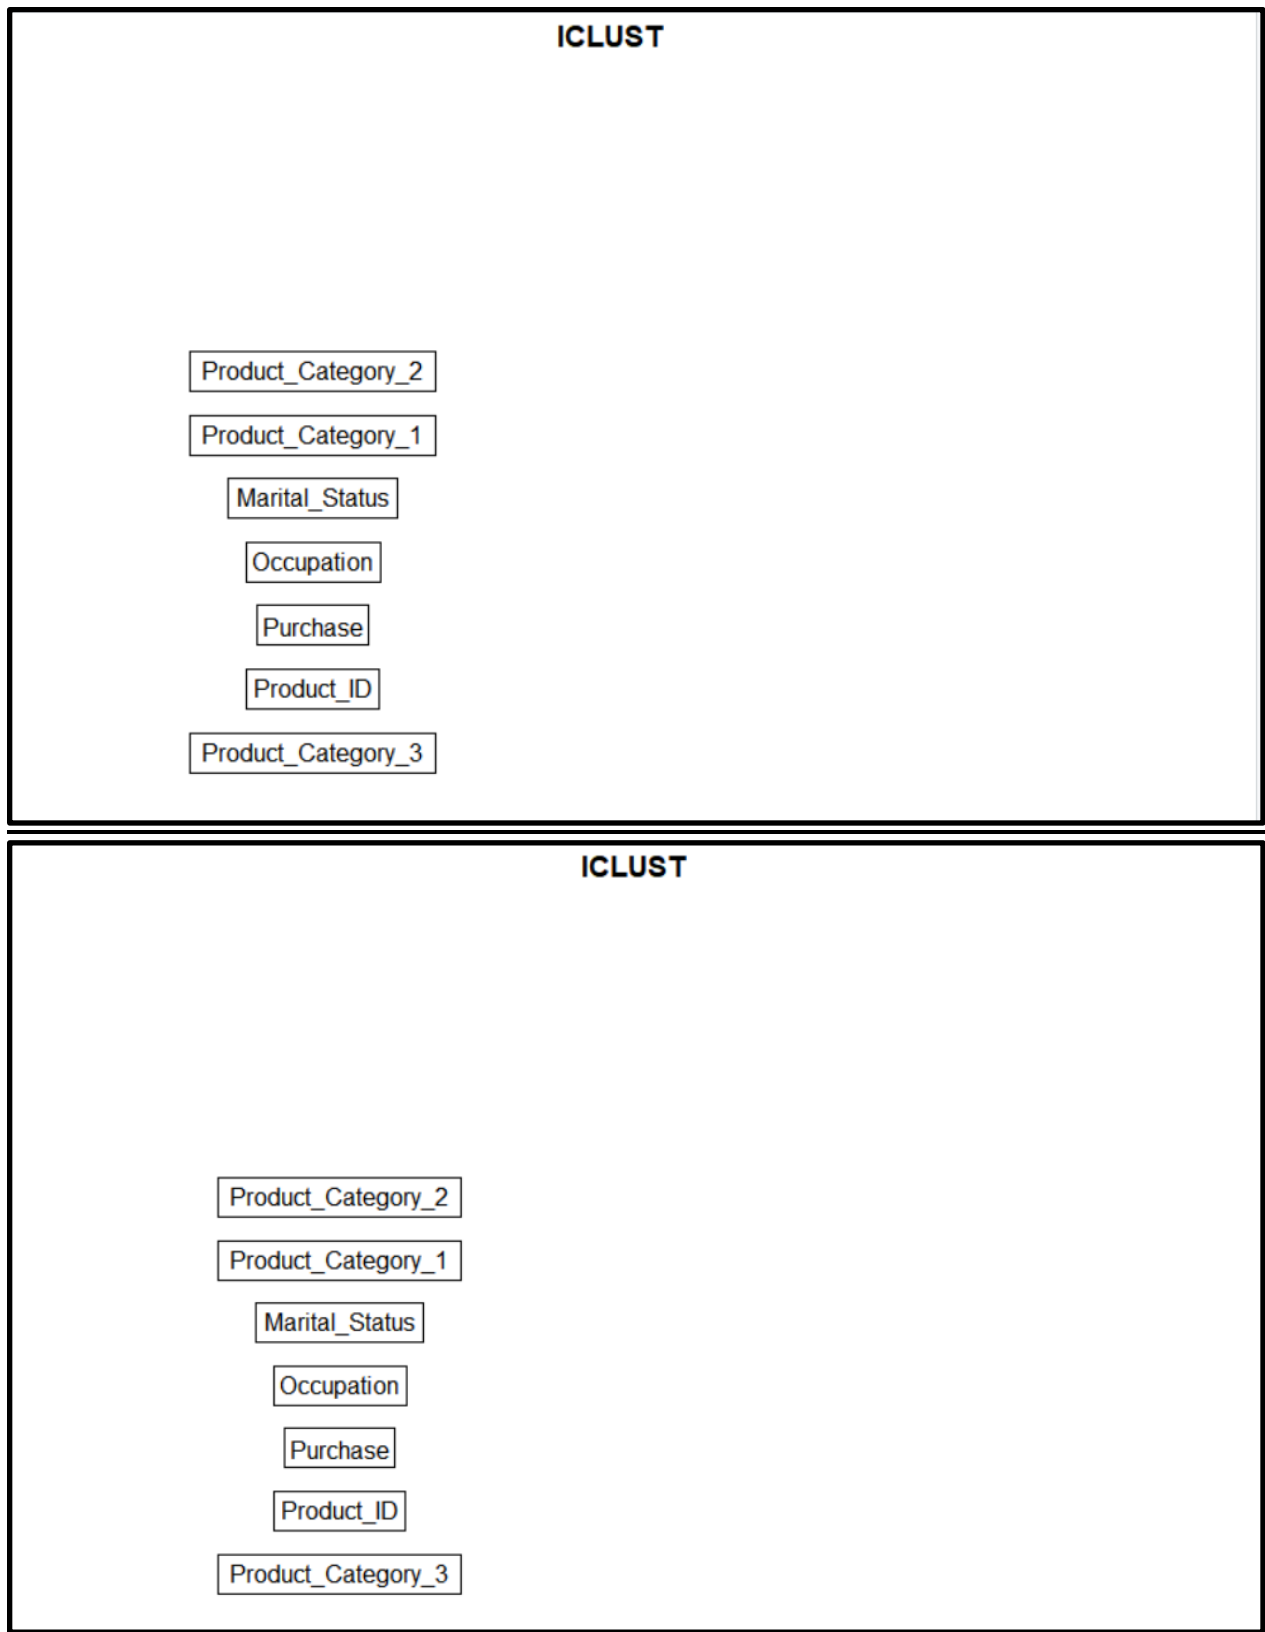 ICLUST
Product_Category_2
Product_Category_1
Marital_Status
Occupation
Purchase
Product_ID
Product_Category_3
ICLUST
Product_Category_2
Product_Category_1
Marital_Status
Occupation
Purchase
Product_ID
Product_Category_3